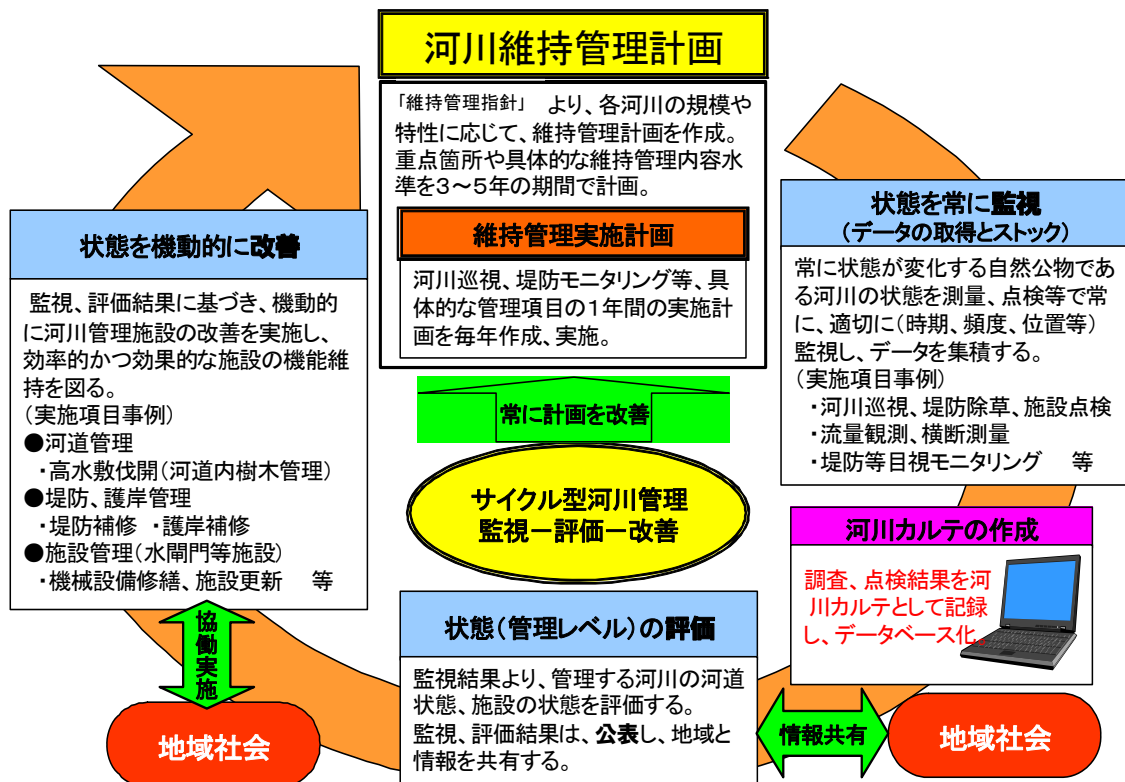 河川維持管理計画
「維持管理指針」 より、各河川の規模や
特性に応じて、維持管理計画を作成。
重点箇所や具体的な維持管理内容水
準を3~5年の期間で計画。
維持管理実施計画
河川巡視、堤防モニタリング等、具
体的な管理項目の1年間の実施計
画を毎年作成、実施。
状態を常に監視
(データの取得とストック)
常に状態が変化する自然公物であ
る河川の状態を測量、点検等で常
に、適切に(時期、頻度、位置等)
監視し、データを集積する。
(実施項目事例)
・河川巡視、堤防除草、施設点検
・流量観測、横断測量
・堤防等目視モニタリング 等
河川カルテの作成
調査、点検結果を河
川カルテとして記録
し、データベース化。
状態(管理レベル)の評価
監視結果より、管理する河川の河道
状態、施設の状態を評価する。
監視、評価結果は、公表し、地域と
情報を共有する。
情報共有
地域社会
状態を機動的に改善
監視、評価結果に基づき、機動的
に河川管理施設の改善を実施し、
効率的かつ効果的な施設の機能維
持を図る。
(実施項目事例)
●河道管理
・高水敷伐開(河道内樹木管理)
●堤防、護岸管理
・堤防補修 ・護岸補修
●施設管理(水閘門等施設)
・機械設備修繕、施設更新 等
協働実施
地域社会
常に計画を改善
サイクル型河川管理
監視-評価-改善